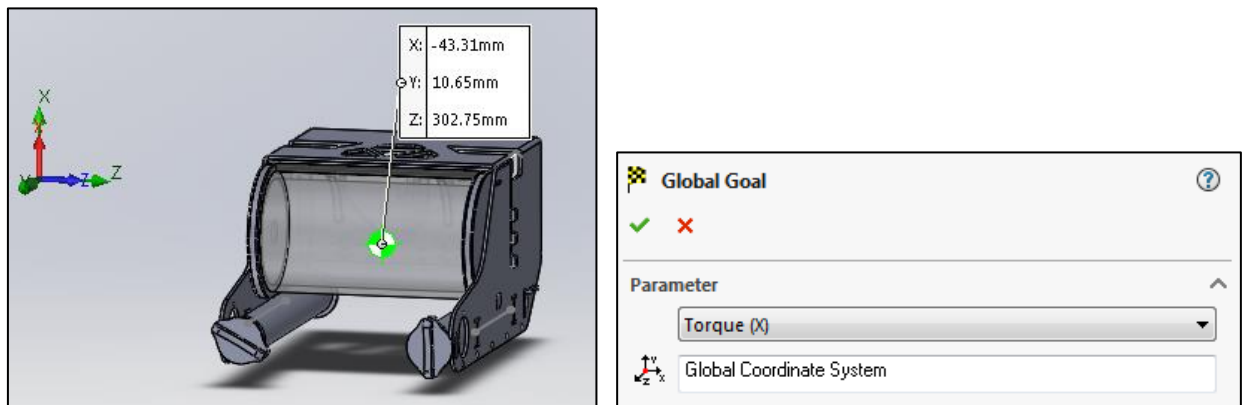 X: -43.31mm
Y: 10.65mm
Z: 302.75mm
X
Y
Z Z
Global Goal
?
Parameter
Torque (X)
Y
Z X
Global Coordinate System